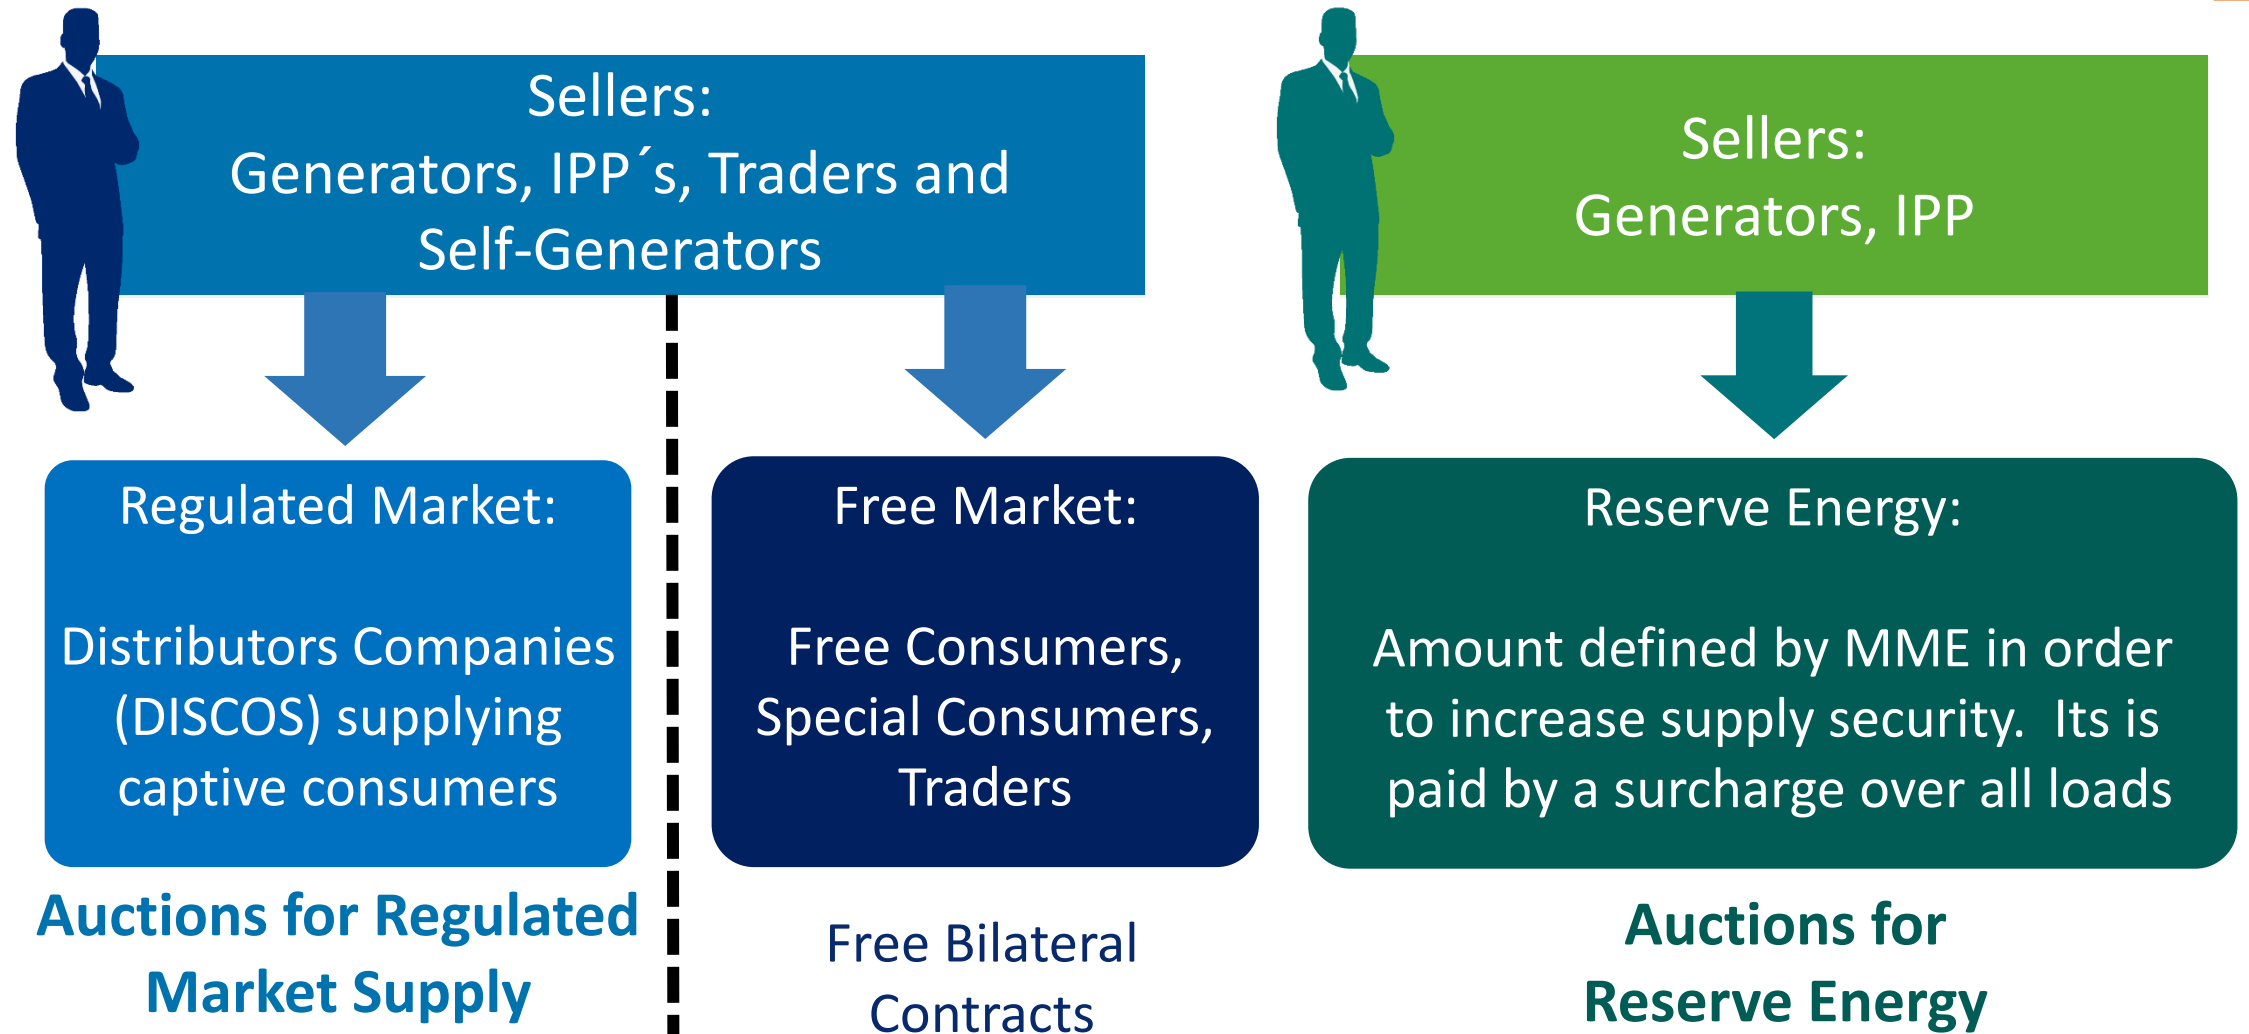 Sellers:
Generators, IPP´s, Traders and
Self-Generators
Sellers:
Generators, IPP
Regulated Market:
Distributors Companies
(DISCOS) supplying
captive consumers
Auctions for Regulated
Market Supply
Free Market:
Free Consumers,
Special Consumers,
Traders
Free Bilateral
Contracts
Reserve Energy:
Amount defined by MME in order
to increase supply security.  Its is
paid by a surcharge over all loads
Auctions for
Reserve Energy